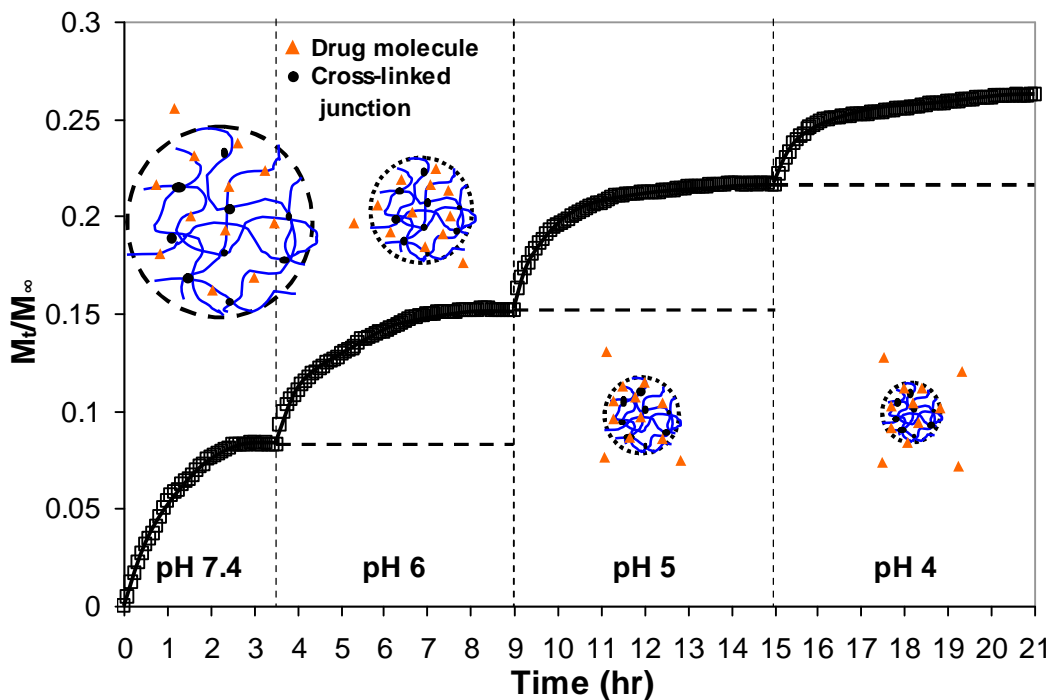 Drug molecule
Cross-linked
junction
Mt/M∞
0.3
0.25
0.2
0.15
0.1
0.05
0
pH 7.4 pH 6 pH 5 pH 4
0 1 2 3 4 5 6 7 8 9 10 11 12 13 14 15 16 17 18 19 20 21
Time (hr)